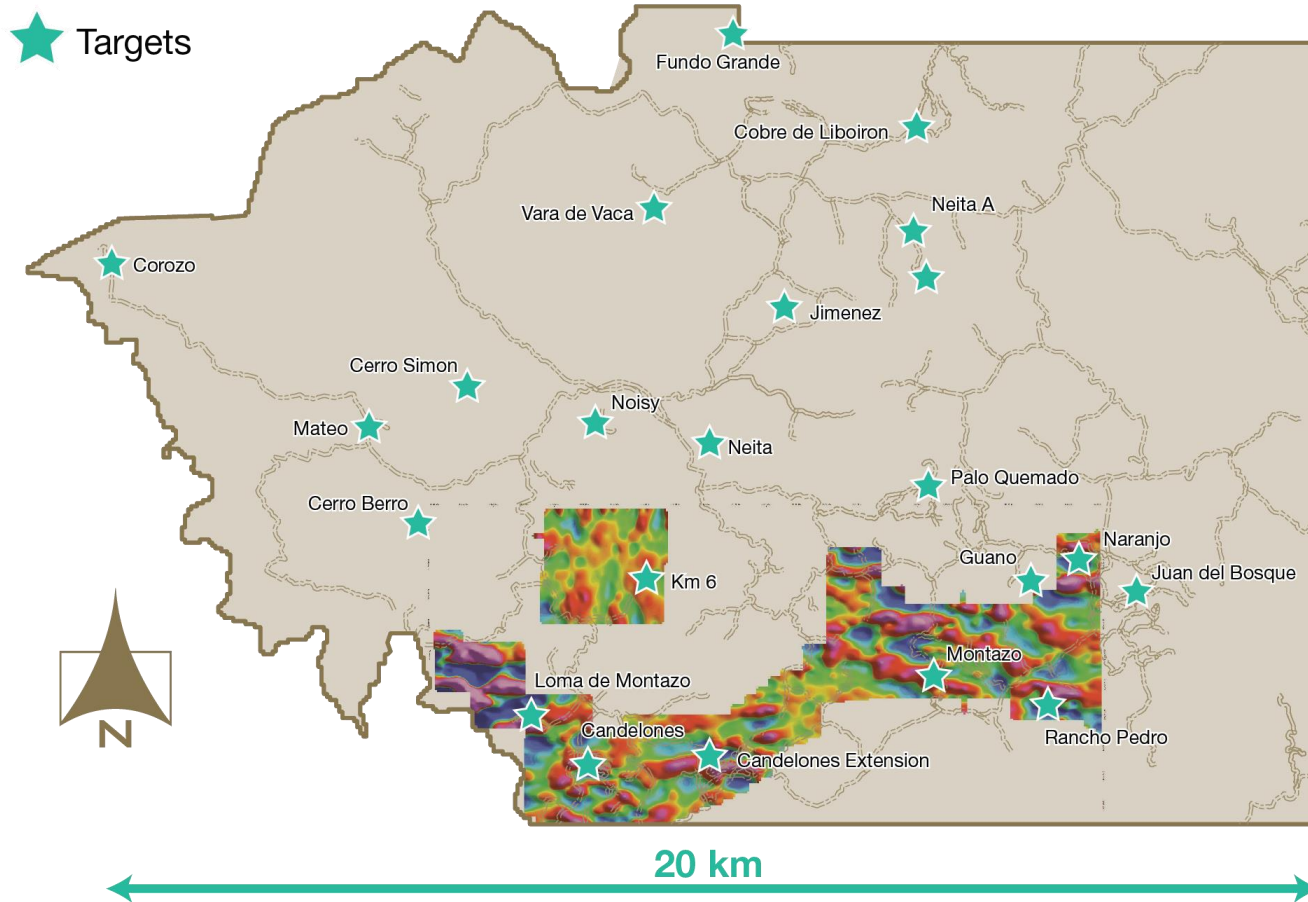 Targets
Fundo Grande
Cobre de Liboiron
Neita A
Vara de Vaca
Corozo
Jimenez
Cerro Simon
Noisy
Mateo
Neita
Palo Quemado
Cerro Berro
Naranjo
Guano
Juan del Bosque
Km 6
Montazo
Loma de Montazo
Candelones
Rancho Pedro
Candelones Extension
N
20 km